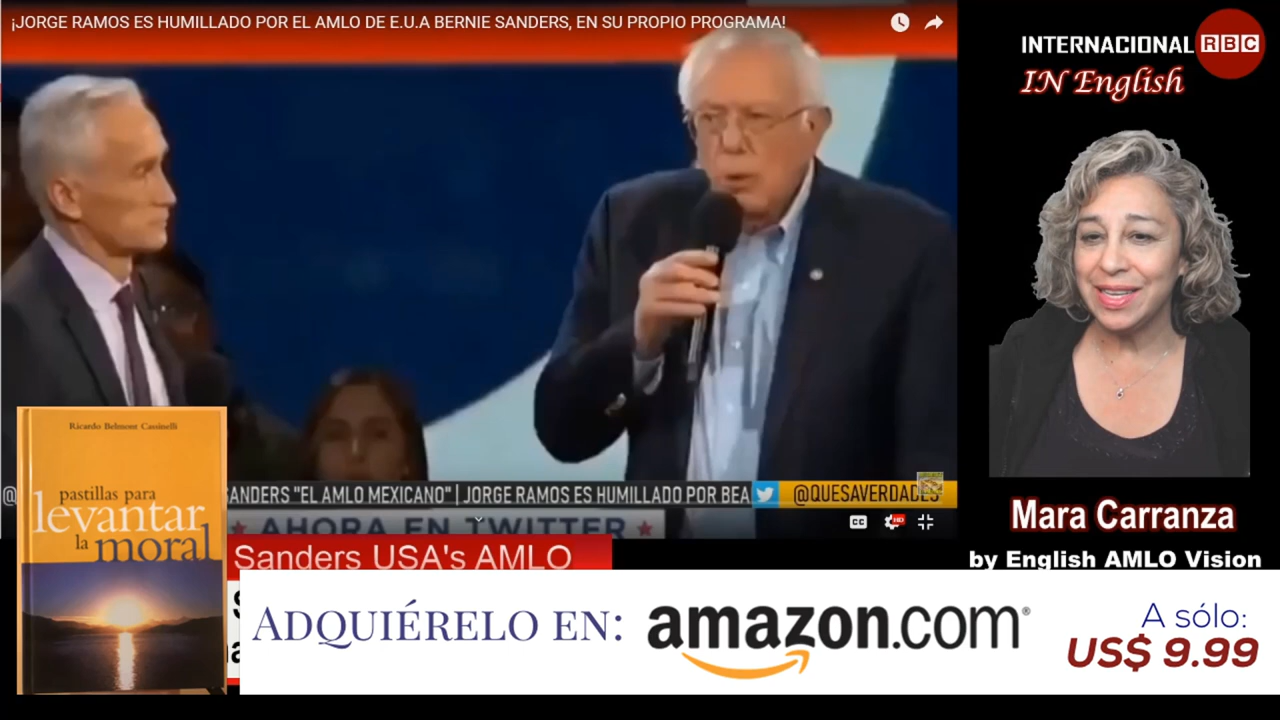 ¡JORGE RAMOS ES HUMILLADO POR EL AMLO DE E.U.A BERNIE SANDERS, EN SU PROPIO PROGRAMA!
INTERNACIONAL RBC
IN English
Ricardo Belmont Cassinelli
pastillas para
levantar
la moral
SANDERS "EL AMLO MEXICANO" | JORGE RAMOS ES HUMILLADO POR BEA
@QUESAVERDADES
AHORA EN TWITTER
CC
HD
Sanders USA's AMLO
Mara Carranza
by English AMLO Vision
ADQUIÉRELO EN:
amazon.com®
A sólo:
US$ 9.99